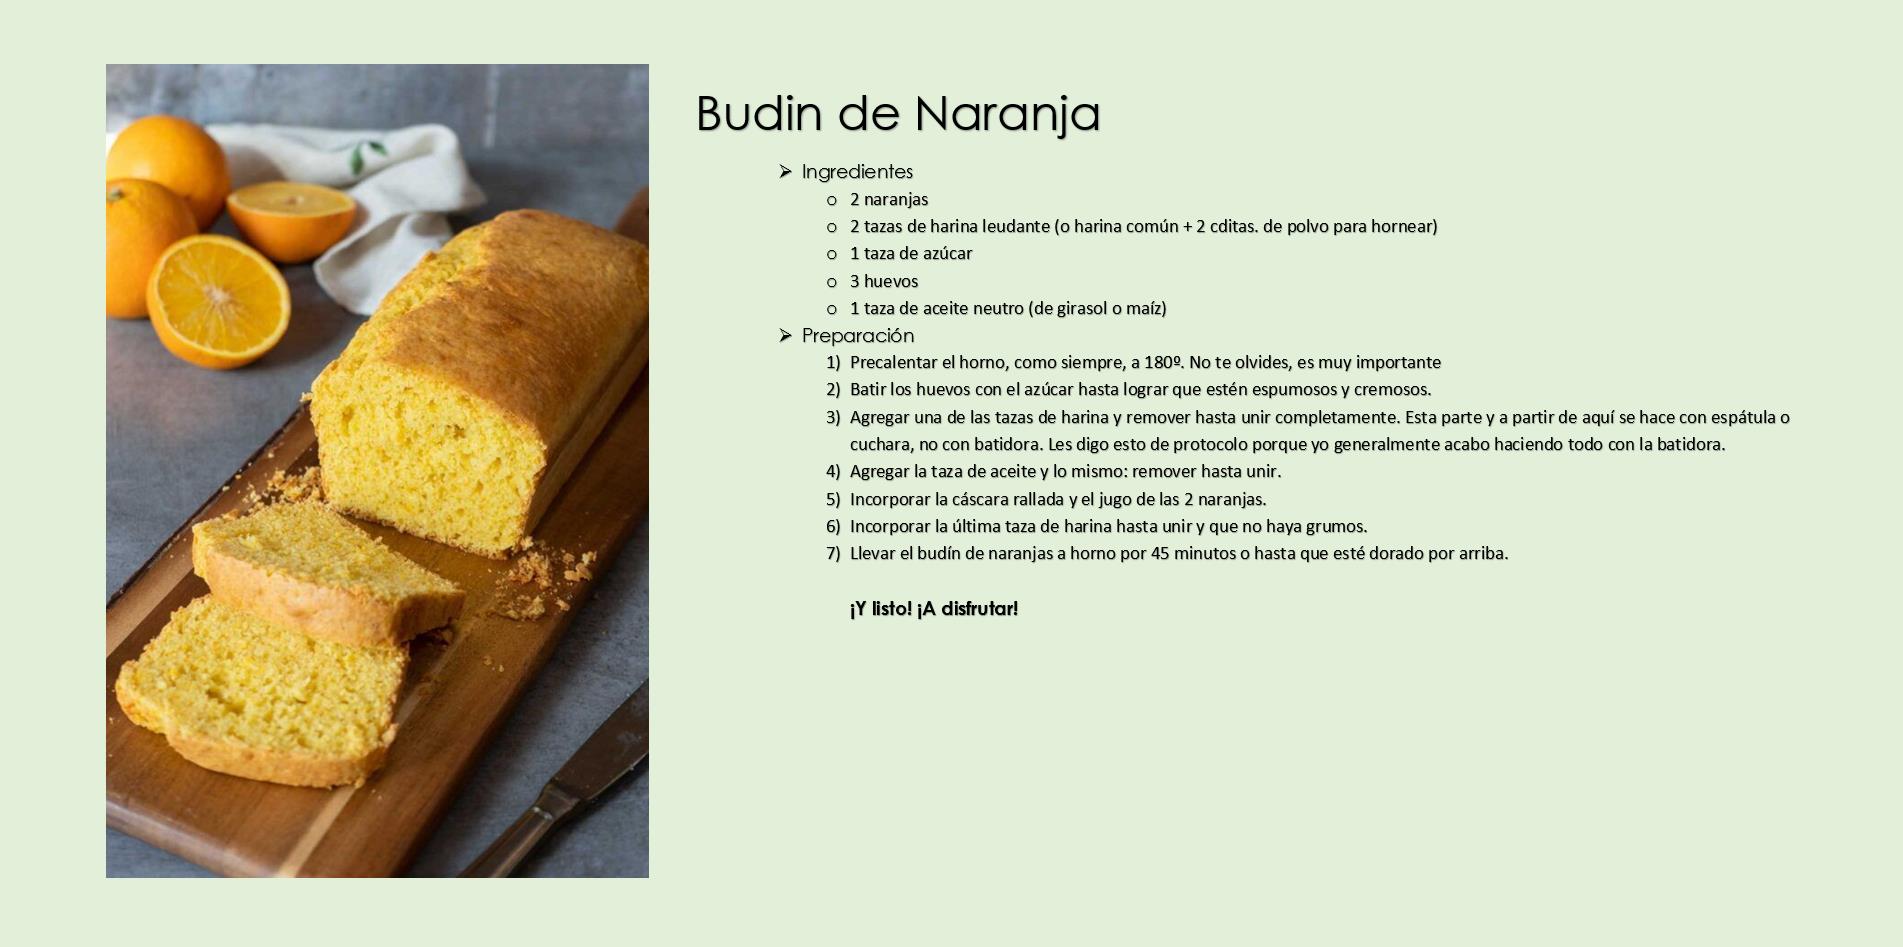 Budin de Naranja
➢ Ingredientes
o 2 naranjas
o 2 tazas de harina leudante (o harina común + 2 cditas. de polvo para hornear)
o 1 taza de azúcar
o 3 huevos
o 1 taza de aceite neutro (de girasol o maíz)
➢ Preparación
1) Precalentar el horno, como siempre, a 180º. No te olvides, es muy importante
2) Batir los huevos con el azúcar hasta lograr que estén espumosos y cremosos.
3) Agregar una de las tazas de harina y remover hasta unir completamente. Esta parte y a partir de aquí se hace con espátula o
cuchara, no con batidora. Les digo esto de protocolo porque yo generalmente acabo haciendo todo con la batidora.
4) Agregar la taza de aceite y lo mismo: remover hasta unir.
5) Incorporar la cáscara rallada y el jugo de las 2 naranjas.
6) Incorporar la última taza de harina hasta unir y que no haya grumos.
7) Llevar el budín de naranjas a horno por 45 minutos o hasta que esté dorado por arriba.
¡Y listo! ¡A disfrutar!